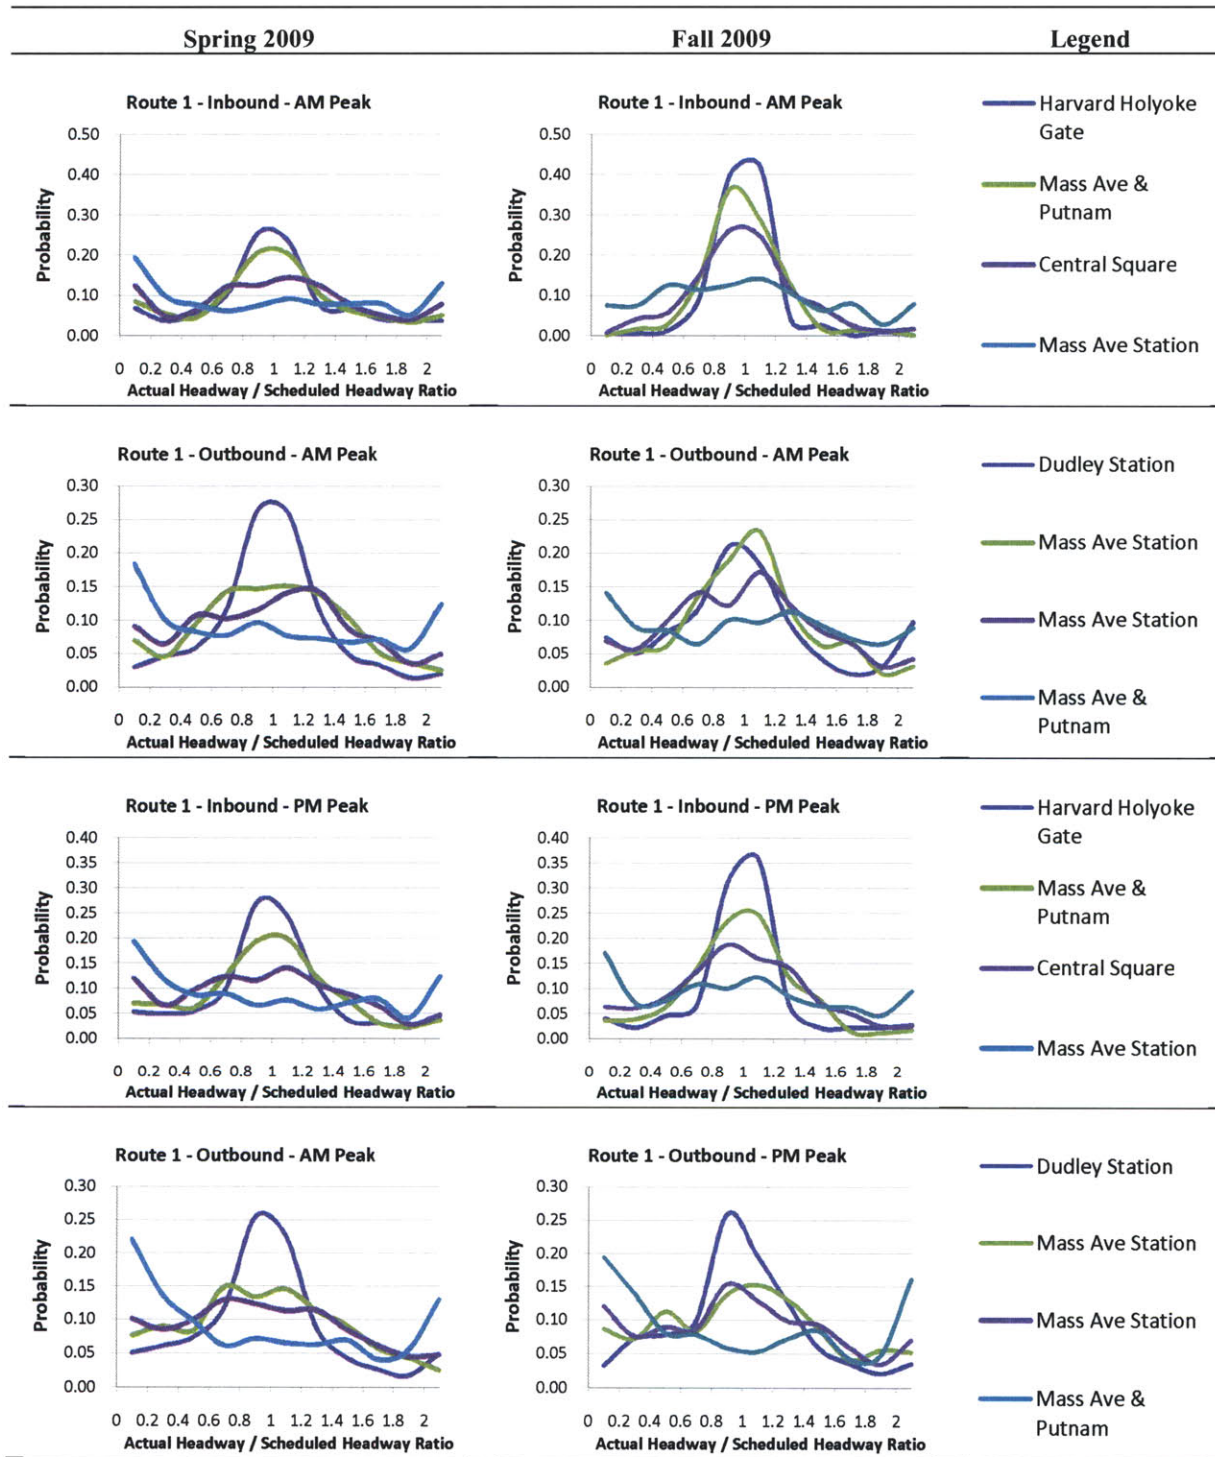 Spring 2009 Fall 2009 Legend
Route 1 - Inbound - AM Peak
Probability
0.50
0.40
0.30
0.20
0.10
0.00
0 0.2 0.4 0.6 0.8 1 1.2 1.4 1.6 1.8 2
Actual Headway / Scheduled Headway Ratio
Route 1 - Inbound - AM Peak
Probability
0.50
0.40
0.30
0.20
0.10
0.00
0 0.2 0.4 0.6 0.8 1 1.2 1.4 1.6 1.8 2
Actual Headway / Scheduled Headway Ratio
Harvard Holyoke
Gate
Mass Ave &
Putnam
Central Square
Mass Ave Station
Route 1 - Outbound - AM Peak
Probability
0.30
0.25
0.20
0.15
0.10
0.05
0.00
0 0.2 0.4 0.6 0.8 1 1.2 1.4 1.6 1.8 2
Actual Headway / Scheduled Headway Ratio
Route 1 - Outbound - AM Peak
Probability
0.30
0.25
0.20
0.15
0.10
0.05
0.00
0 0.2 0.4 0.6 0.8 1 1.2 1.4 1.6 1.8 2
Actual Headway / Scheduled Headway Ratio
Dudley Station
Mass Ave Station
Mass Ave Station
Mass Ave &
Putnam
Route 1 - Inbound - PM Peak
Probability
0.40
0.35
0.30
0.25
0.20
0.15
0.10
0.05
0.00
0 0.2 0.4 0.6 0.8 1 1.2 1.4 1.6 1.8 2
Actual Headway / Scheduled Headway Ratio
Route 1 - Inbound - PM Peak
Probability
0.40
0.35
0.30
0.25
0.20
0.15
0.10
0.05
0.00
0 0.2 0.4 0.6 0.8 1 1.2 1.4 1.6 1.8 2
Actual Headway / Scheduled Headway Ratio
Harvard Holyoke
Gate
Mass Ave &
Putnam
Central Square
Mass Ave Station
Route 1 - Outbound - AM Peak
Probability
0.30
0.25
0.20
0.15
0.10
0.05
0.00
0 0.2 0.4 0.6 0.8 1 1.2 1.4 1.6 1.8 2
Actual Headway / Scheduled Headway Ratio
Route 1 - Outbound - PM Peak
Probability
0.30
0.25
0.20
0.15
0.10
0.05
0.00
0 0.2 0.4 0.6 0.8 1 1.2 1.4 1.6 1.8 2
Actual Headway / Scheduled Headway Ratio
Dudley Station
Mass Ave Station
Mass Ave Station
Mass Ave &
Putnam